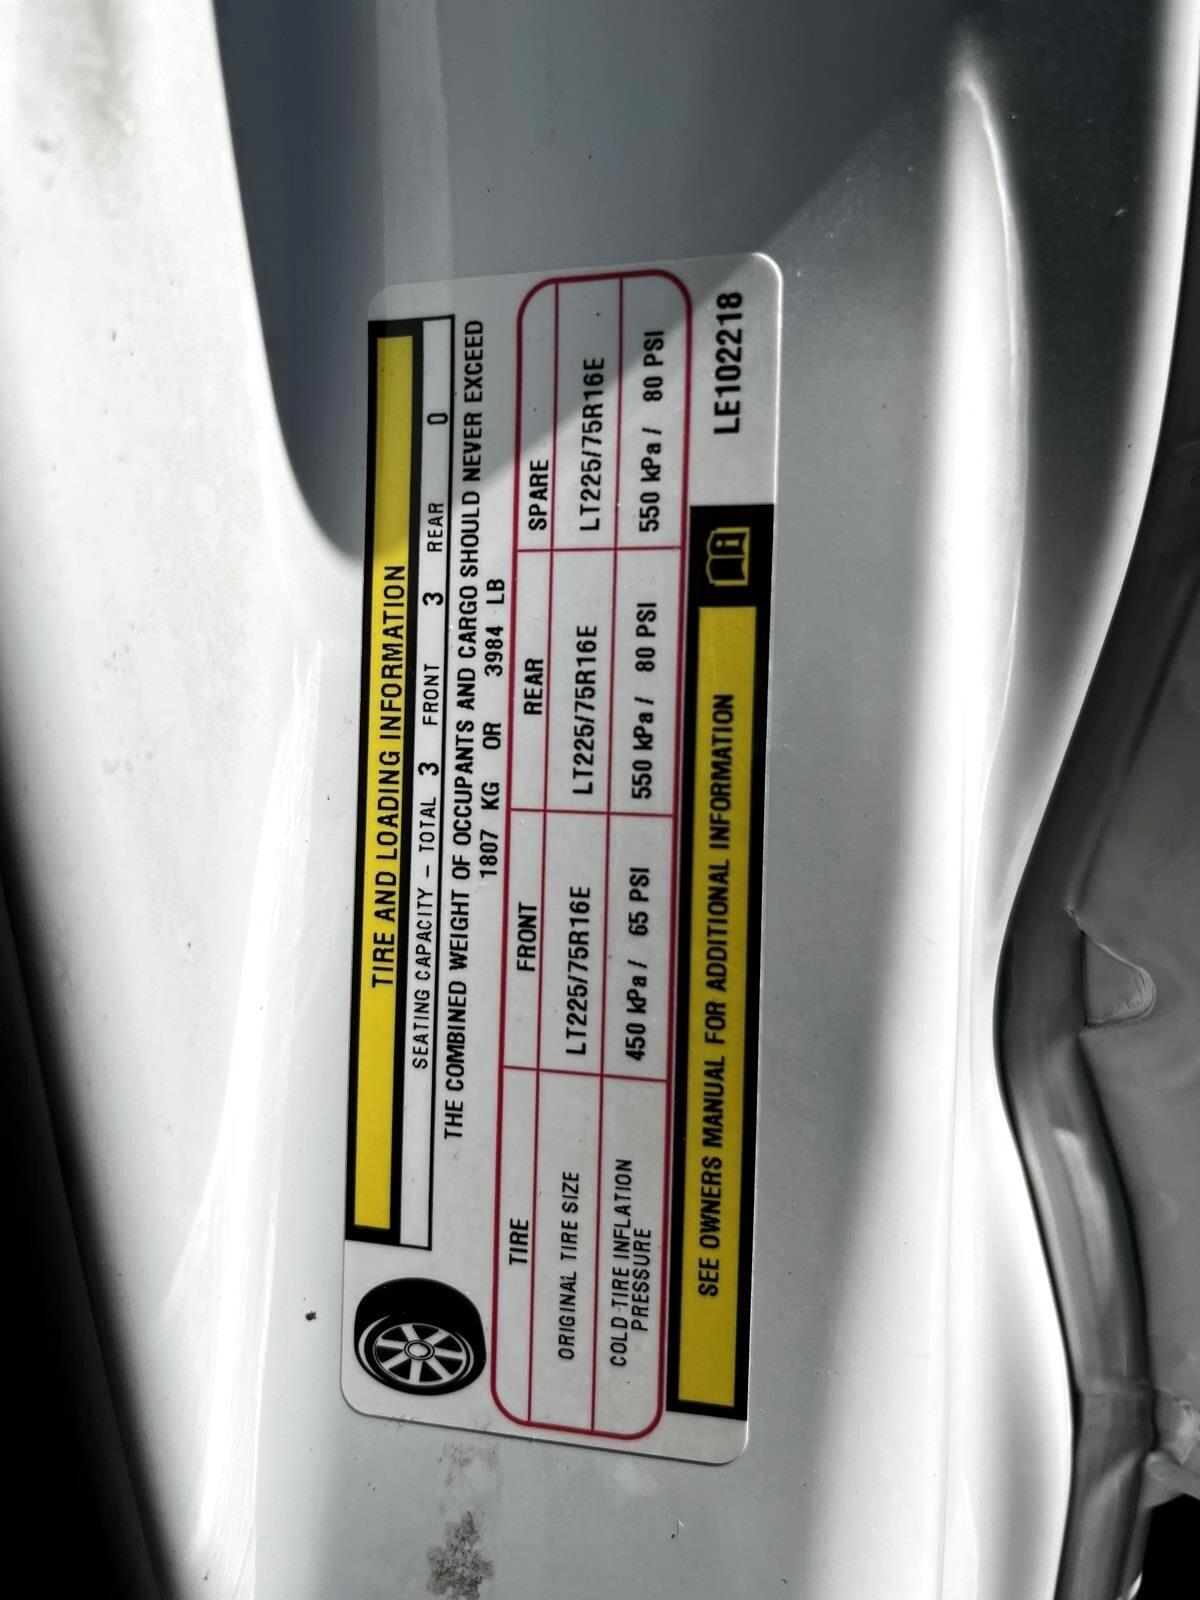 TIRE AND LOADING INFORMATION
SEATING CAPACITY – TOTAL 3 FRONT 3 REAR 0
THE COMBINED WEIGHT OF OCCUPANTS AND CARGO SHOULD NEVER EXCEED
1807 KG OR 3984 LB
TIRE FRONT REAR SPARE
ORIGINAL TIRE SIZE LT225/75R16E LT225/75R16E LT225/75R16E
COLD TIRE INFLATION
PRESSURE 450 kPa / 65 PSI 550 kPa / 80 PSI 550 kPa / 80 PSI
SEE OWNERS MANUAL FOR ADDITIONAL INFORMATION LE102218